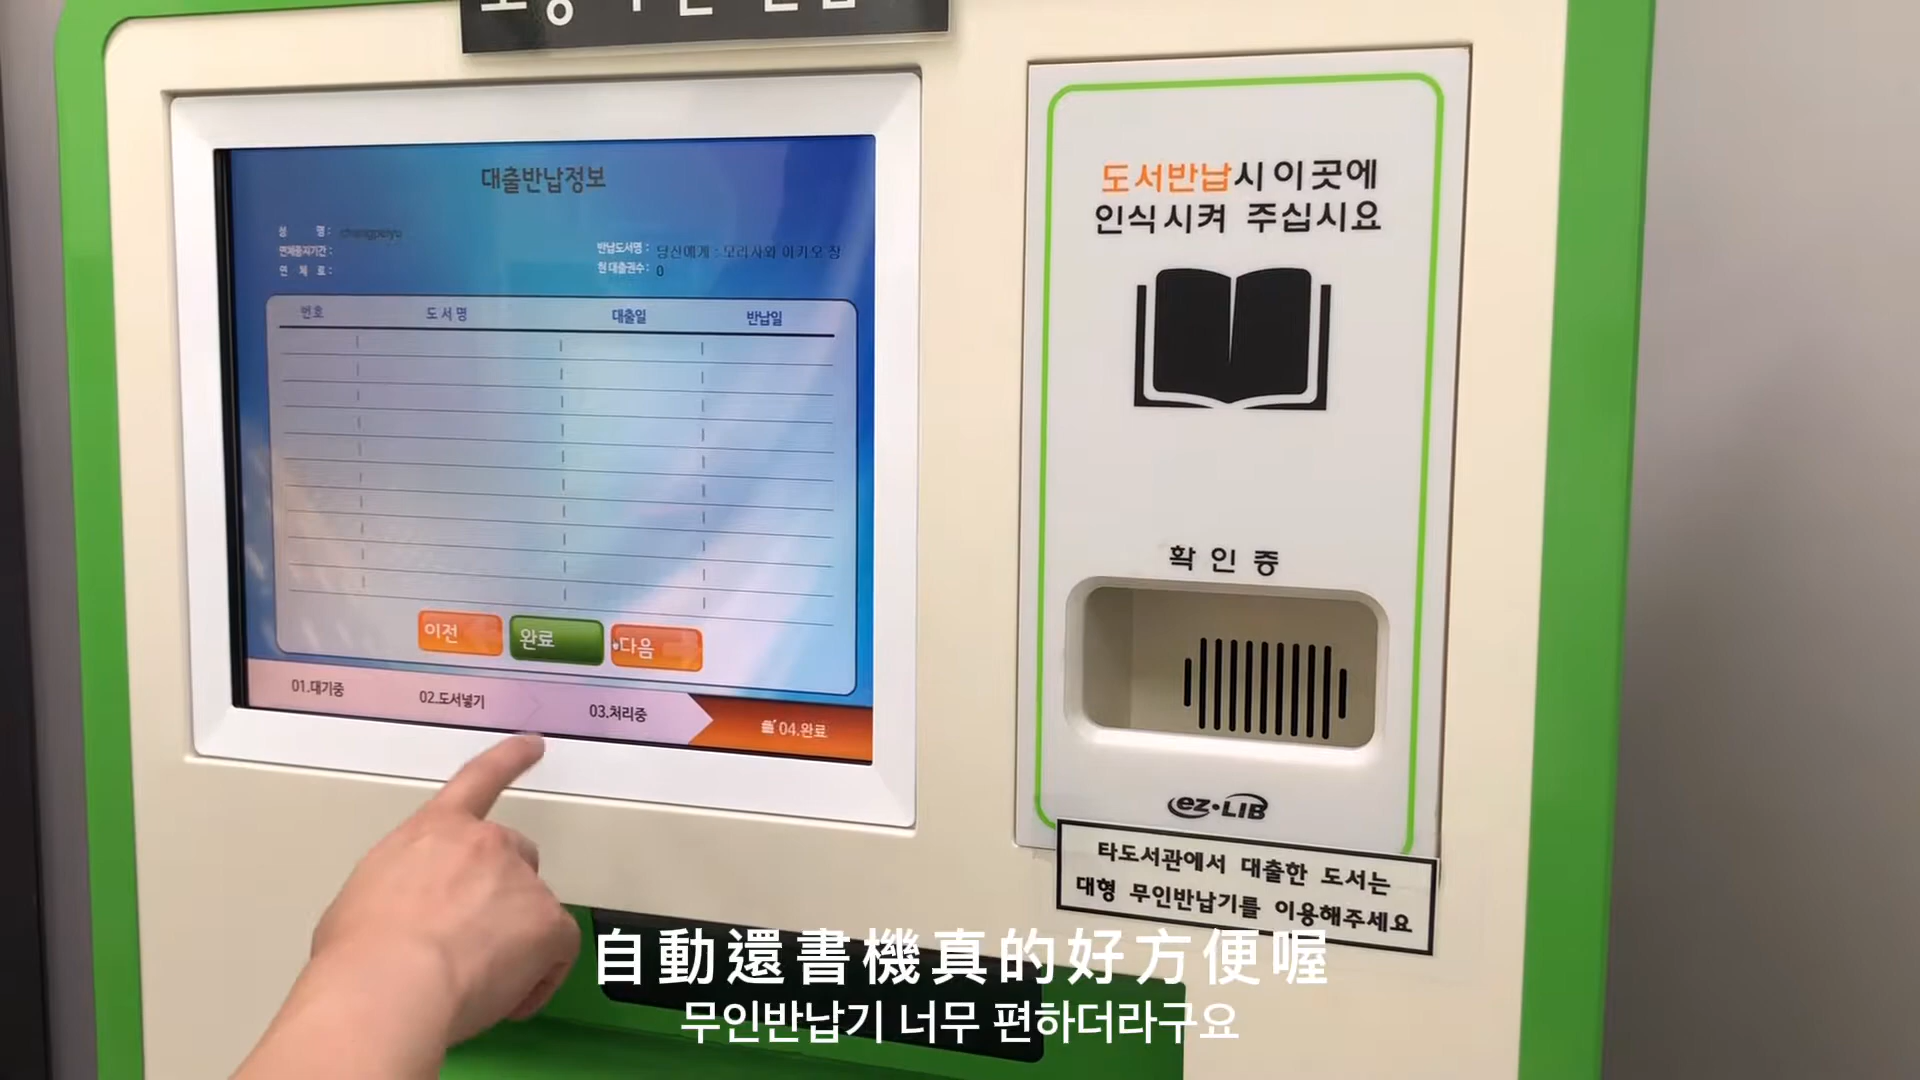 대출반납정보
성 명:
연체중지기간:
연 체 료:
반납도서명: 당신에게 : 모리사와 아키오 장
현대출권수: 0
번호 도서명 대출일 반납일
이전 완료 다음
01.대기중 02.도서넣기 03.처리중 04.완료
도서반납시이곳에
인식시켜 주십시요
확인증
ez·LIB
타도서관에서 대출한 도서는
대형 무인반납기를 이용해주세요
自動還書機真的好方便喔
무인반납기 너무 편하더라구요